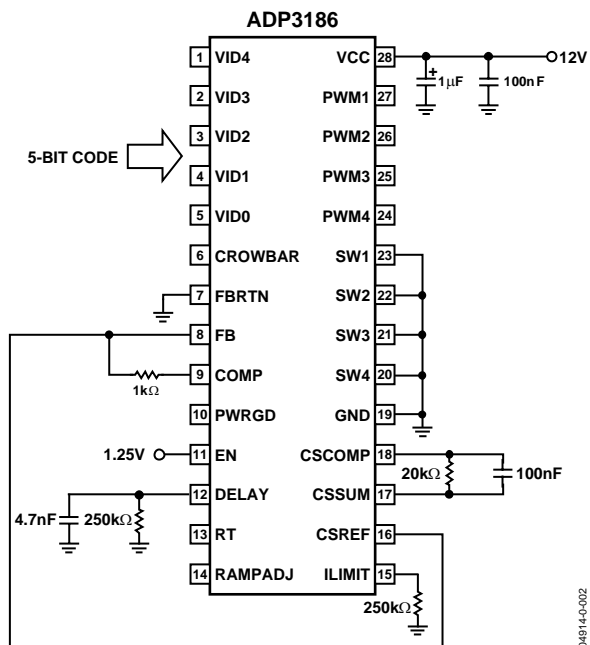 ADP3186
1 VID4
2 VID3
3 VID2
4 VID1
5 VID0
6 CROWBAR
7 FBRTN
8 FB
9 COMP
10 PWRGD
11 EN
12 DELAY
13 RT
14 RAMPADJ
VCC 28
PWM1 27
PWM2 26
PWM3 25
PWM4 24
SW1 23
SW2 22
SW3 21
SW4 20
GND 19
CSCOMP 18
CSSUM 17
CSREF 16
ILIMIT 15
5-BIT CODE
1kΩ
1.25V
4.7nF
250kΩ
+
1µF
100nF
12V
20kΩ
100nF
250kΩ
04914-0-002